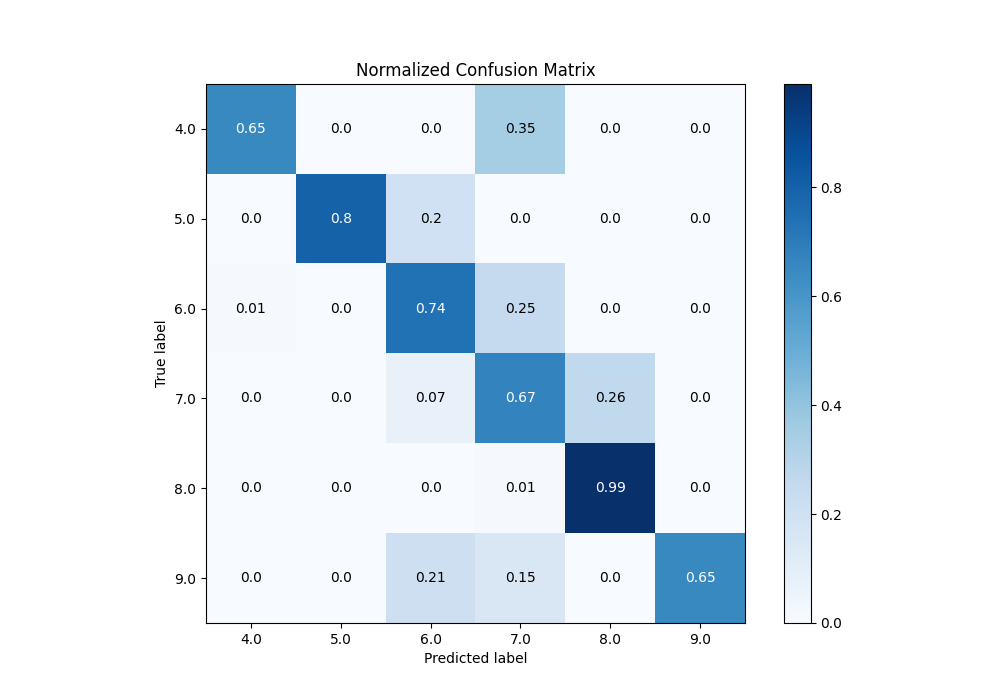 Normalized Confusion Matrix
4.0 0.65 0.0 0.0 0.35 0.0 0.0
5.0 0.0 0.8 0.2 0.0 0.0 0.0
6.0 0.01 0.0 0.74 0.25 0.0 0.0
7.0 0.0 0.0 0.07 0.67 0.26 0.0
8.0 0.0 0.0 0.0 0.01 0.99 0.0
9.0 0.0 0.0 0.21 0.15 0.0 0.65
4.0 5.0 6.0 7.0 8.0 9.0
Predicted label
True label
0.8
0.6
0.4
0.2
0.0